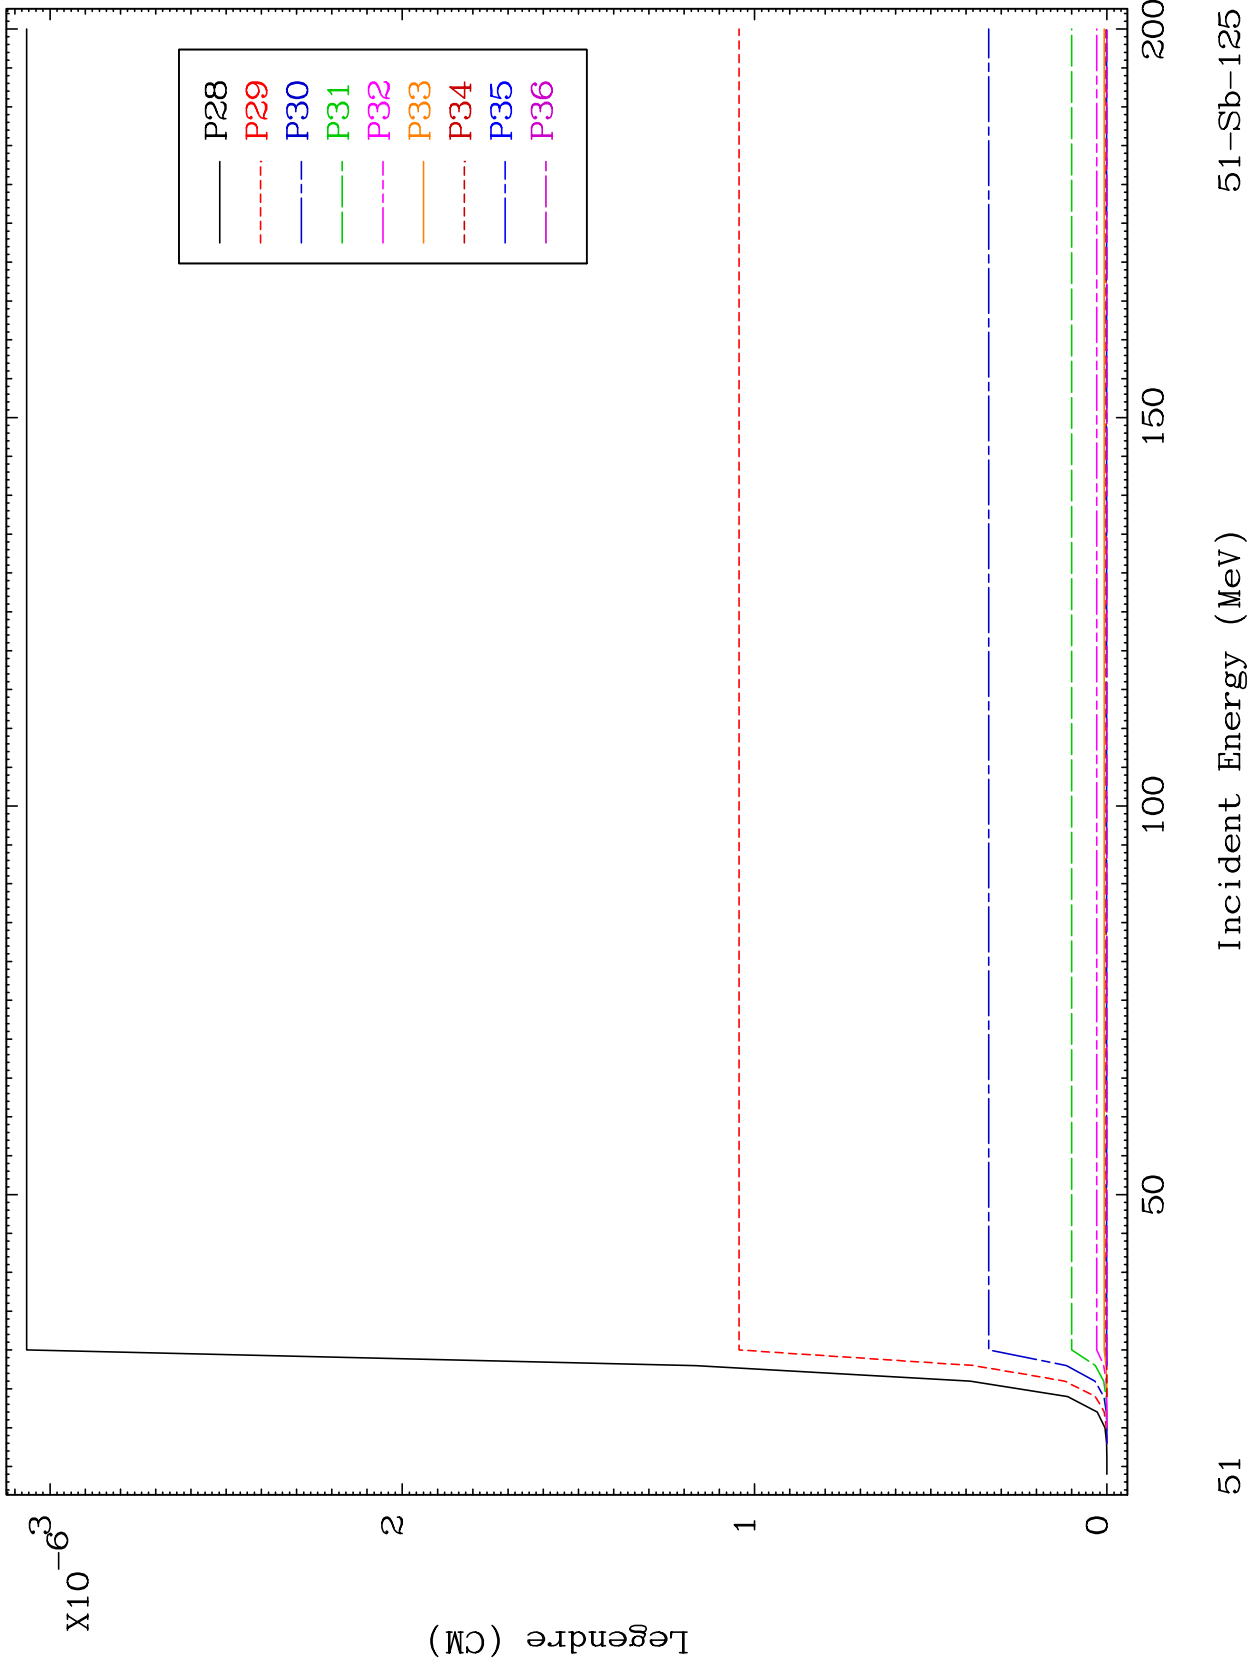 X10^-6
3
2
1
0
Legendre (CM)
P28
P29
P30
P31
P32
P33
P34
P35
P36
50
100
150
200
Incident Energy (MeV)
51
51-Sb-125